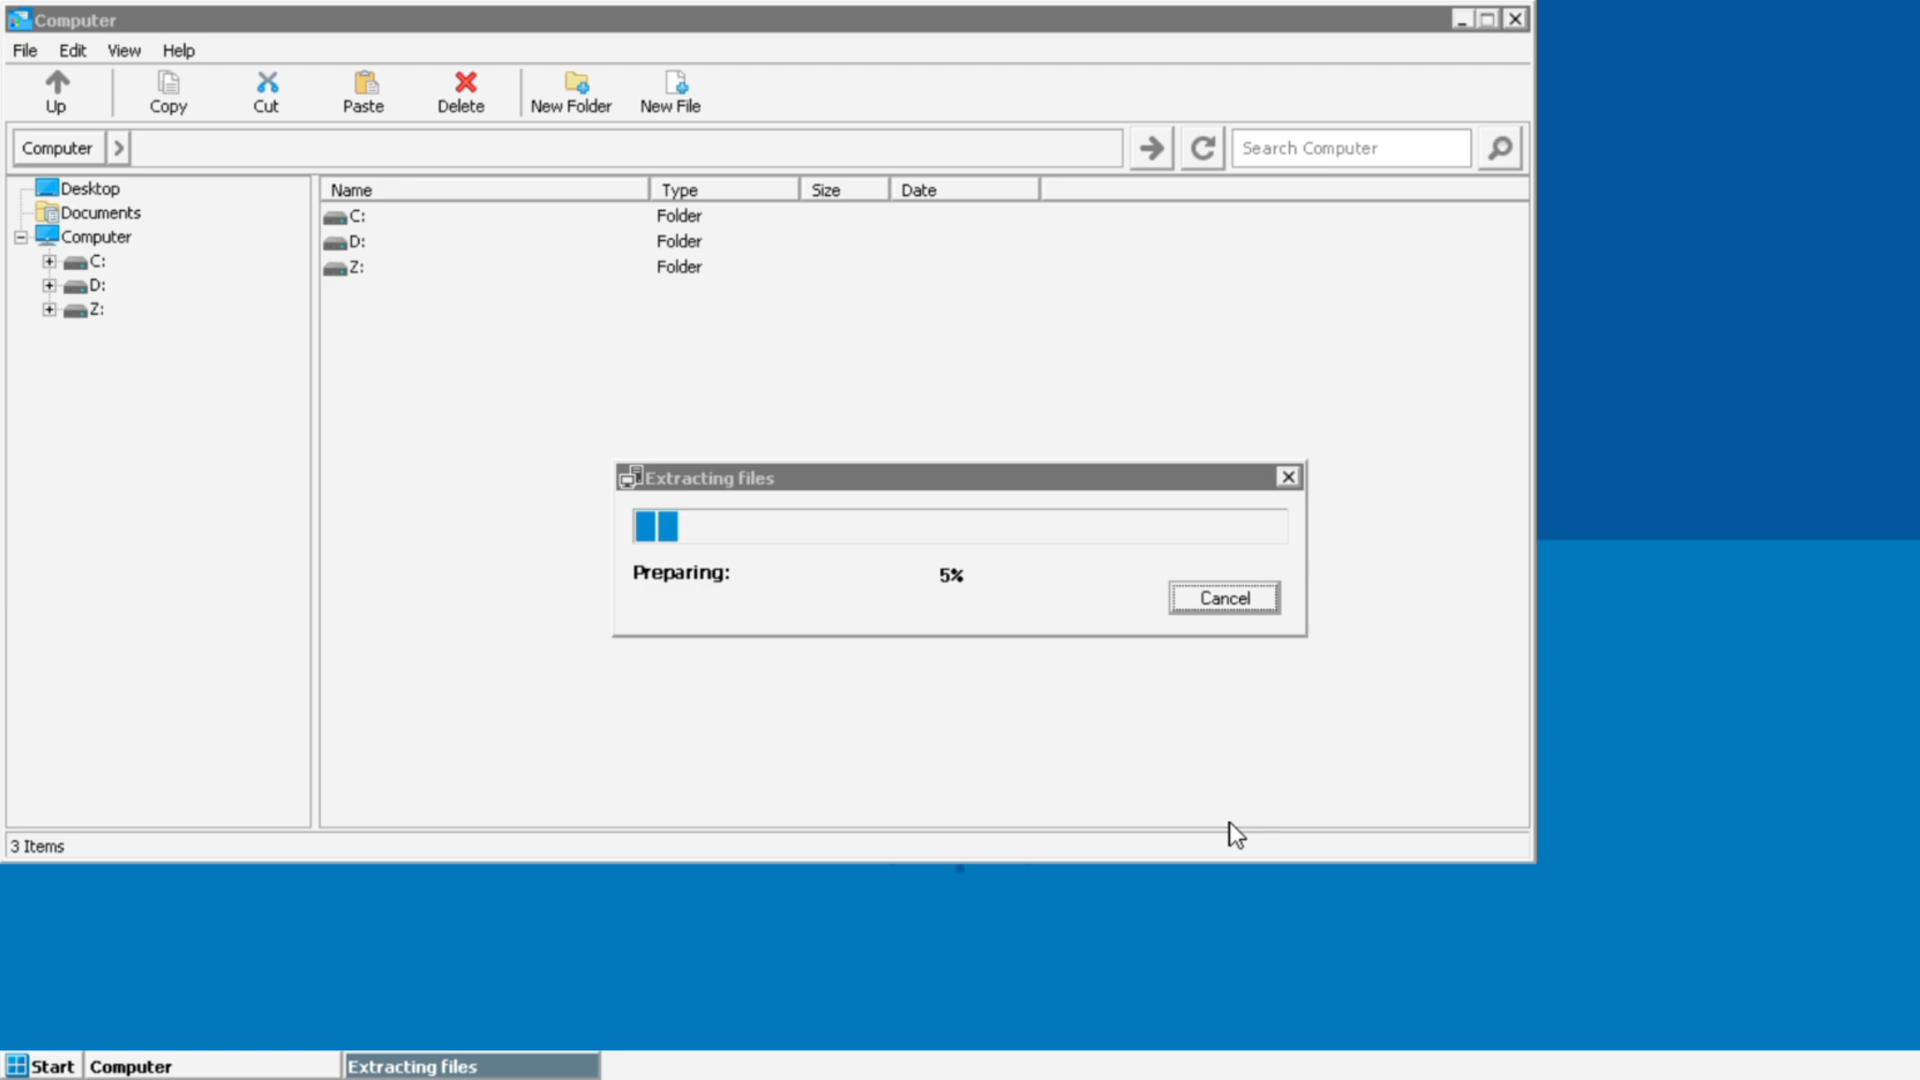 Computer
File Edit View Help
Up Copy Cut Paste Delete New Folder New File
Computer Search Computer
Desktop
Documents
Computer
C:
D:
Z:
Name Type Size Date
C: Folder
D: Folder
Z: Folder
Extracting files
Preparing: 5%
Cancel
3 Items
Start Computer Extracting files